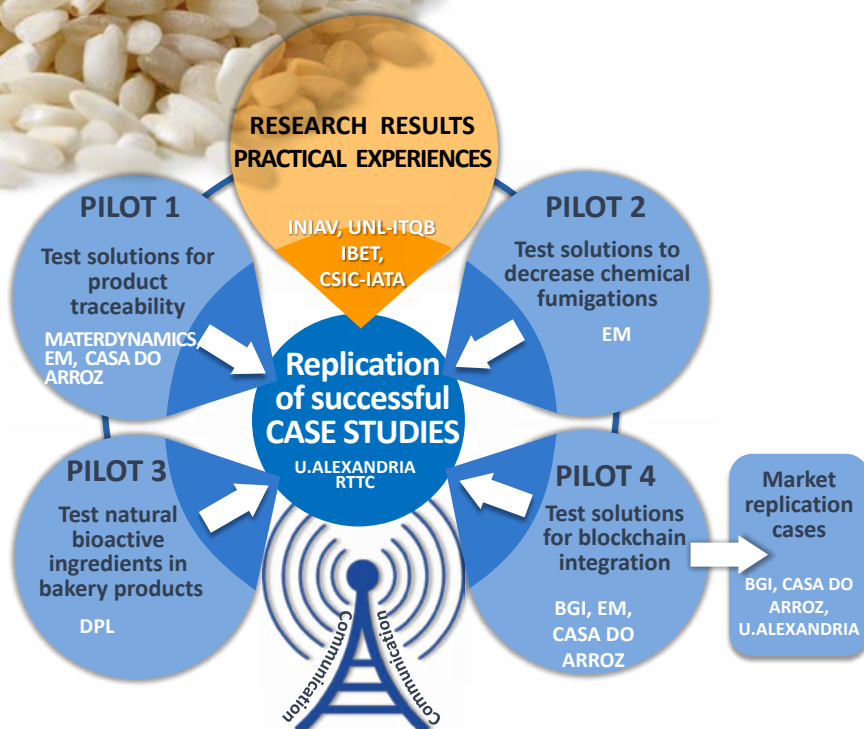 RESEARCH RESULTS
PRACTICAL EXPERIENCES
INIAV, UNL-ITQB
IBET,
CSIC-IATA
PILOT 1
Test solutions for
product
traceability
MATERDYNAMICS,
EM, CASA DO
ARROZ
PILOT 2
Test solutions to
decrease chemical
fumigations
EM
Replication
of successful
CASE STUDIES
U.ALEXANDRIA
RTTC
PILOT 3
Test natural
bioactive
ingredients in
bakery products
DPL
PILOT 4
Test solutions
for blockchain
integration
BGI, EM,
CASA DO
ARROZ
Market
replication
cases
BGI, CASA DO
ARROZ,
U.ALEXANDRIA
Communication
Communication